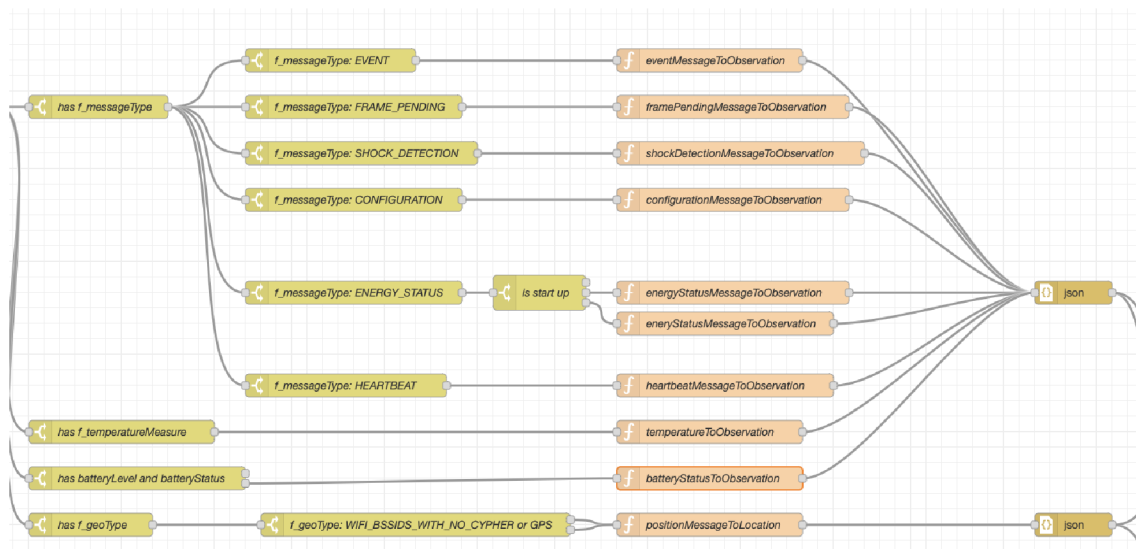 f_messageType: EVENT
eventMessageToObservation
has f_messageType
f_messageType: FRAME_PENDING
framePendingMessageToObservation
f_messageType: SHOCK_DETECTION
shockDetectionMessageToObservation
f_messageType: CONFIGURATION
configurationMessageToObservation
f_messageType: ENERGY_STATUS
is start up
energyStatusMessageToObservation
json
eneryStatusMessageToObservation
f_messageType: HEARTBEAT
heartbeatMessageToObservation
has f_temperatureMeasure
temperatureToObservation
has batteryLevel and batteryStatus
batteryStatusToObservation
has f_geoType
f_geoType: WIFI_BSSIDS_WITH_NO_CYPHER or GPS
positionMessageToLocation
json